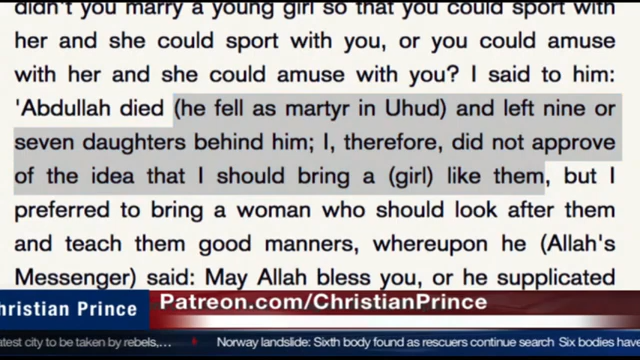 didn't you marry a young girl so that you could sport with
her and she could sport with you, or you could amuse
with her and she could amuse with you? I said to him:
'Abdullah died (he fell as martyr in Uhud) and left nine or
seven daughters behind him; I, therefore, did not approve
of the idea that I should bring a (girl) like them, but I
preferred to bring a woman who should look after them
and teach them good manners, whereupon he (Allah's
Messenger) said: May Allah bless you, or he supplicated
Christian Prince
Patreon.com/ChristianPrince
atest city to be taken by rebels,... Norway landslide: Sixth body found as rescuers continue search Six bodies have